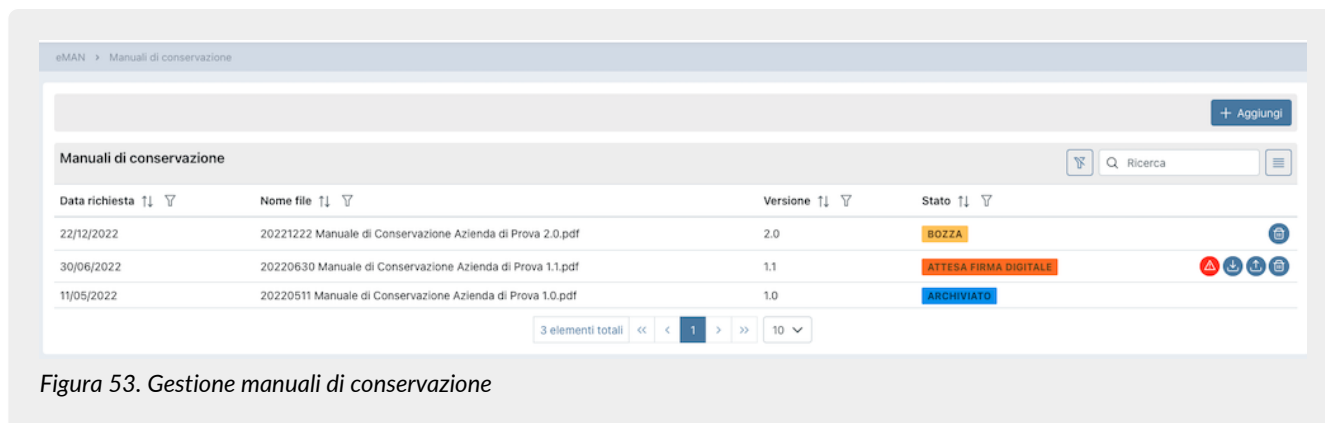 eMAN > Manuali di conservazione
+ Aggiungi
Manuali di conservazione
Ricerca
Data richiesta Nome file Versione Stato
22/12/2022 20221222 Manuale di Conservazione Azienda di Prova 2.0.pdf 2.0 BOZZA
30/06/2022 20220630 Manuale di Conservazione Azienda di Prova 1.1.pdf 1.1 ATTESA FIRMA DIGITALE
11/05/2022 20220511 Manuale di Conservazione Azienda di Prova 1.0.pdf 1.0 ARCHIVIATO
3 elementi totali << < 1 > >> 10
Figura 53. Gestione manuali di conservazione